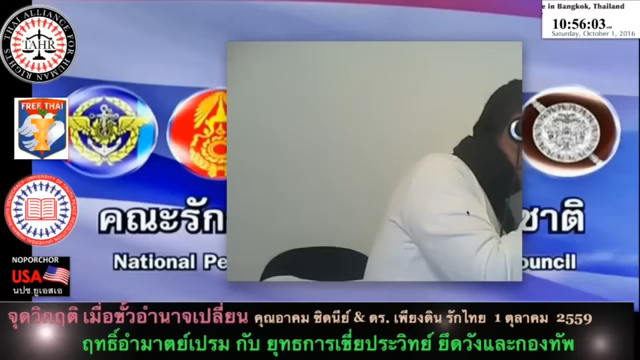 e in Bangkok, Thailand
10:56:03
Saturday, October 1, 2016
THAI ALLIANCE FOR HUMAN RIGHTS
TAHR
FREE THAI
คณะรัก
ชาติ
National Pe
ouncil
NOPORCHOR
USA
นปช.ยูเอสเอ
จุดวิกฤติ เมื่อขั้วอำนาจเปลี่ยน คุณอาคม ซิดนีย์ & ดร. เพียงดิน รักไทย 1 ตุลาคม 2559
ฤทธิ์อำมาตย์เปรม กับ ยุทธการเขี่ยประวิทย์ ยึดวังและกองทัพ